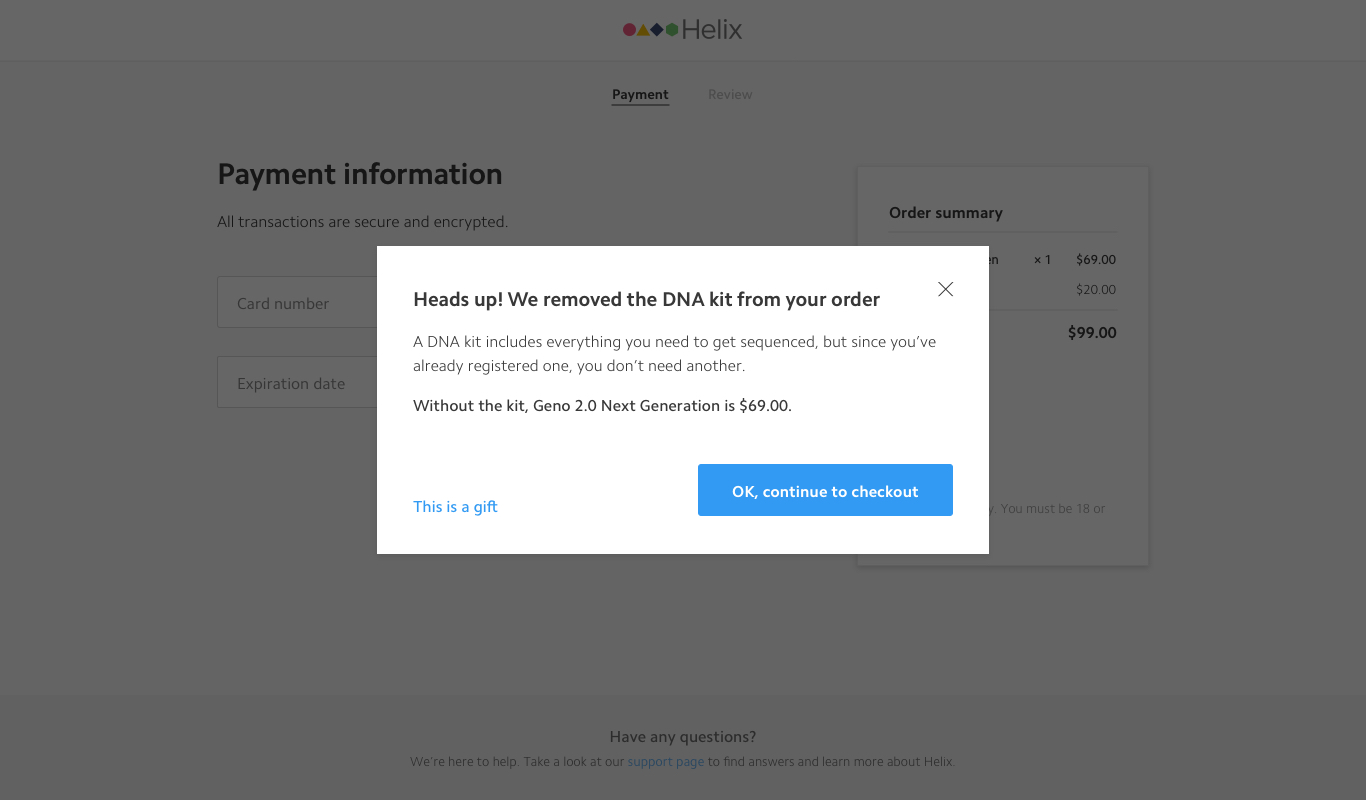 Helix
Payment Review
Payment information
All transactions are secure and encrypted.
Order summary
× 1 $69.00
$20.00
$99.00
Card number
Expiration date
Heads up! We removed the DNA kit from your order
A DNA kit includes everything you need to get sequenced, but since you’ve
already registered one, you don’t need another.
Without the kit, Geno 2.0 Next Generation is $69.00.
This is a gift
OK, continue to checkout
You must be 18 or
Have any questions?
We’re here to help. Take a look at our support page to find answers and learn more about Helix.